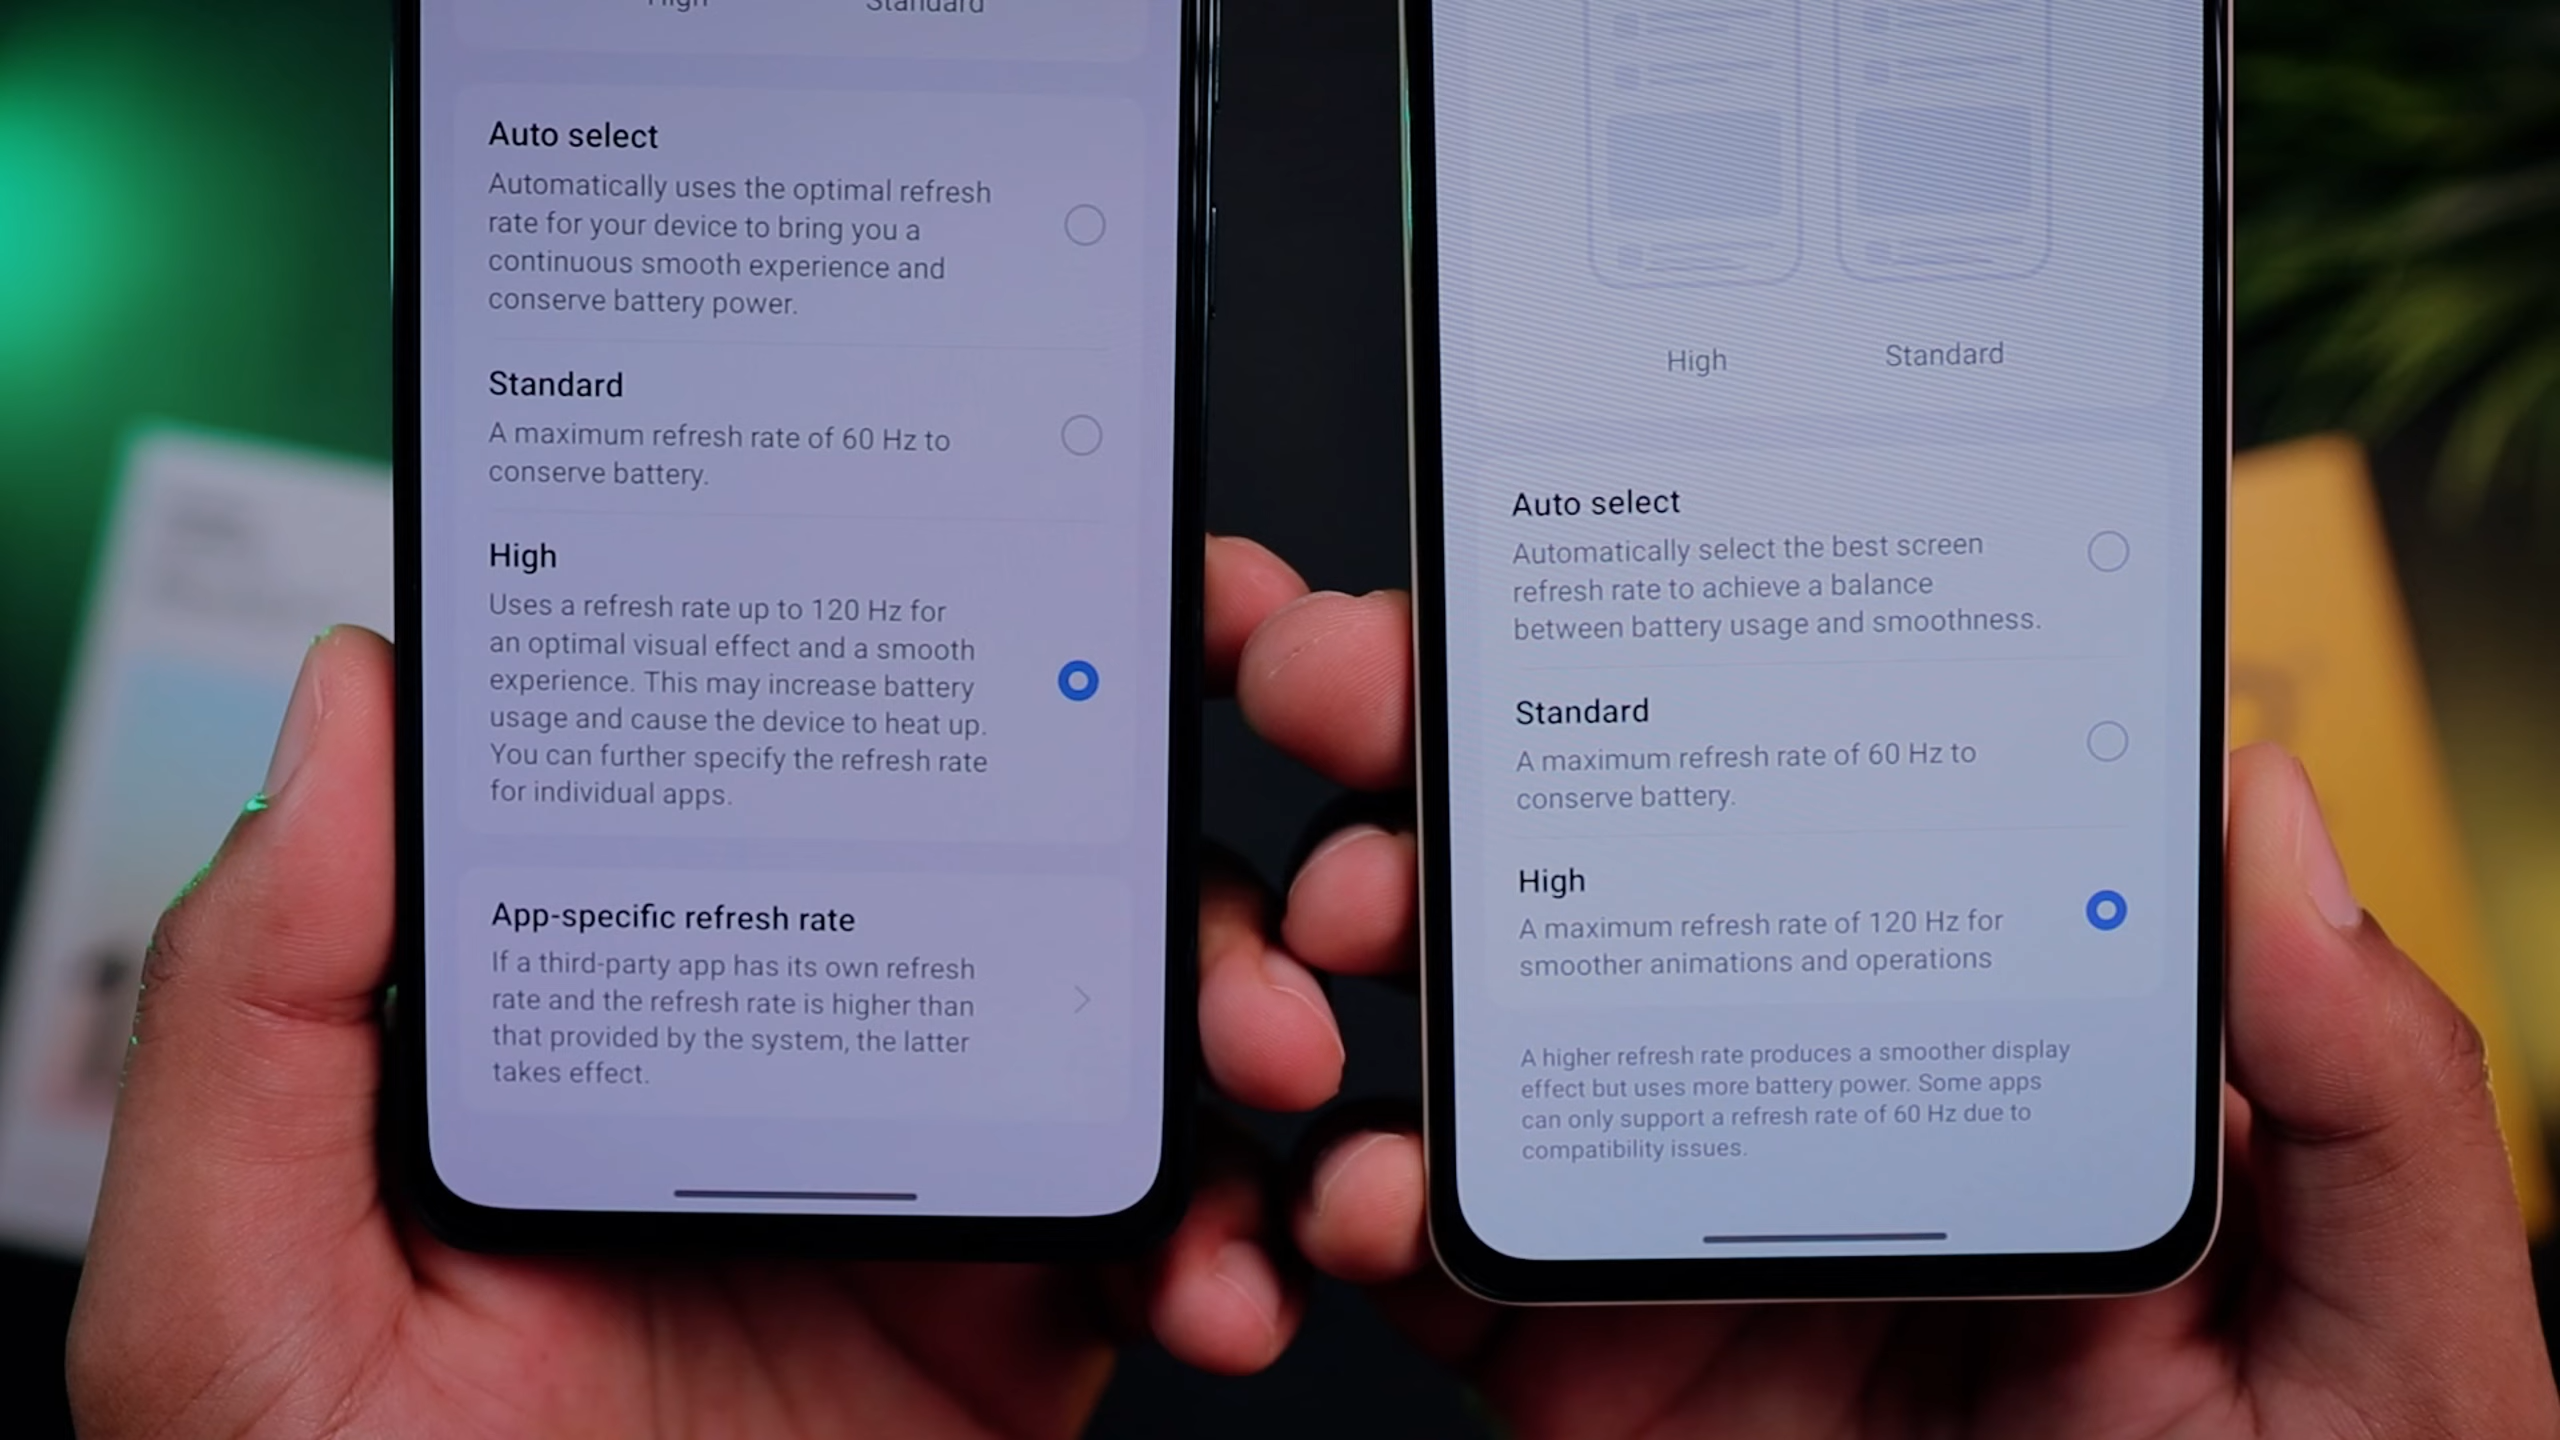 High Standard
Auto select
Automatically uses the optimal refresh
rate for your device to bring you a
continuous smooth experience and
conserve battery power.
Standard
A maximum refresh rate of 60 Hz to
conserve battery.
High
Uses a refresh rate up to 120 Hz for
an optimal visual effect and a smooth
experience. This may increase battery
usage and cause the device to heat up.
You can further specify the refresh rate
for individual apps.
App-specific refresh rate
If a third-party app has its own refresh
rate and the refresh rate is higher than
that provided by the system, the latter
takes effect.
High Standard
Auto select
Automatically select the best screen
refresh rate to achieve a balance
between battery usage and smoothness.
Standard
A maximum refresh rate of 60 Hz to
conserve battery.
High
A maximum refresh rate of 120 Hz for
smoother animations and operations
A higher refresh rate produces a smoother display
effect but uses more battery power. Some apps
can only support a refresh rate of 60 Hz due to
compatibility issues.